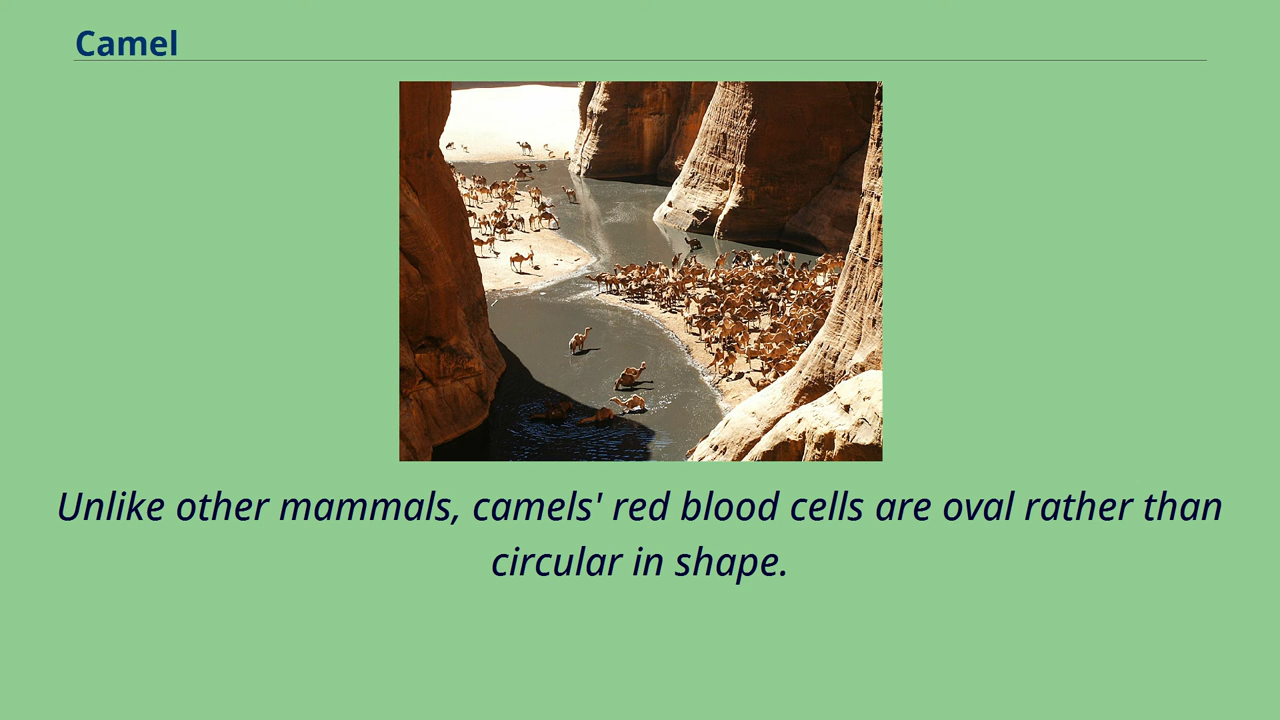 Camel
Unlike other mammals, camels' red blood cells are oval rather than
circular in shape.